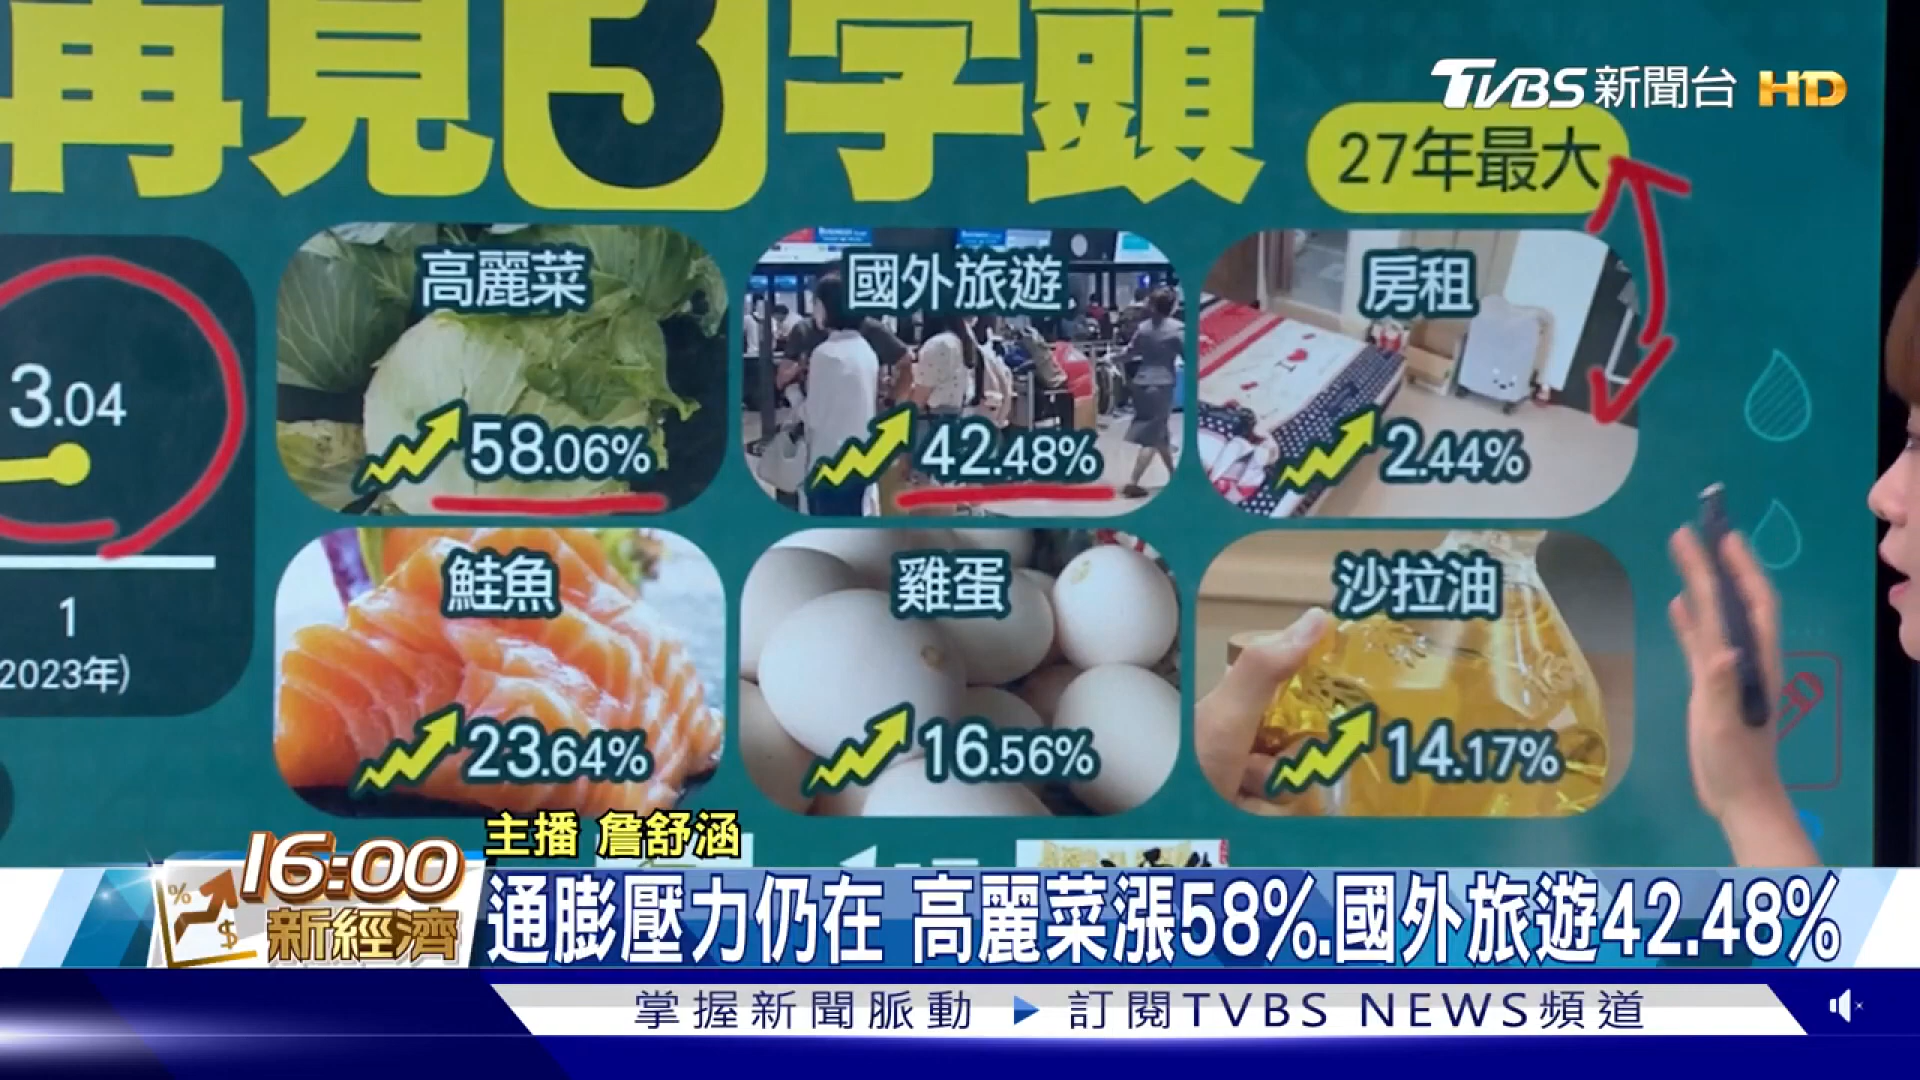 再見3字頭
TVBS新聞台 HD
27年最大
3.04
1
2023年)
高麗菜
58.06%
國外旅遊
42.48%
房租
2.44%
鮭魚
23.64%
雞蛋
16.56%
沙拉油
14.17%
主播 詹舒涵
16:00
新經濟
% $
通膨壓力仍在 高麗菜漲58%.國外旅遊42.48%
掌握新聞脈動 ▶ 訂閱TVBS NEWS頻道